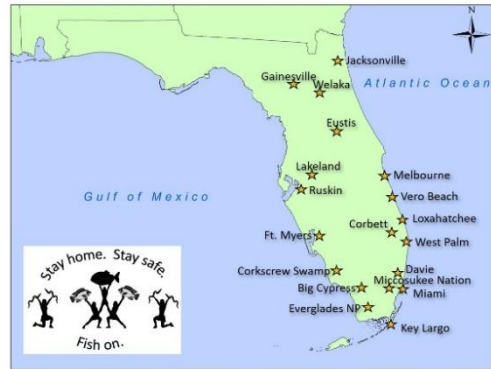 N
Jacksonville
Gainesville
Welaka
Atlantic Ocean
Eustis
Lakeland
Ruskin
Melbourne
Gulf of Mexico
Vero Beach
Loxahatchee
Corbett
Ft. Myers
West Palm
Corkscrew Swamp
Davie
Big Cypress
Miccosukee Nation
Miami
Everglades NP
Key Largo
Stay home. Stay safe.
Fish on.